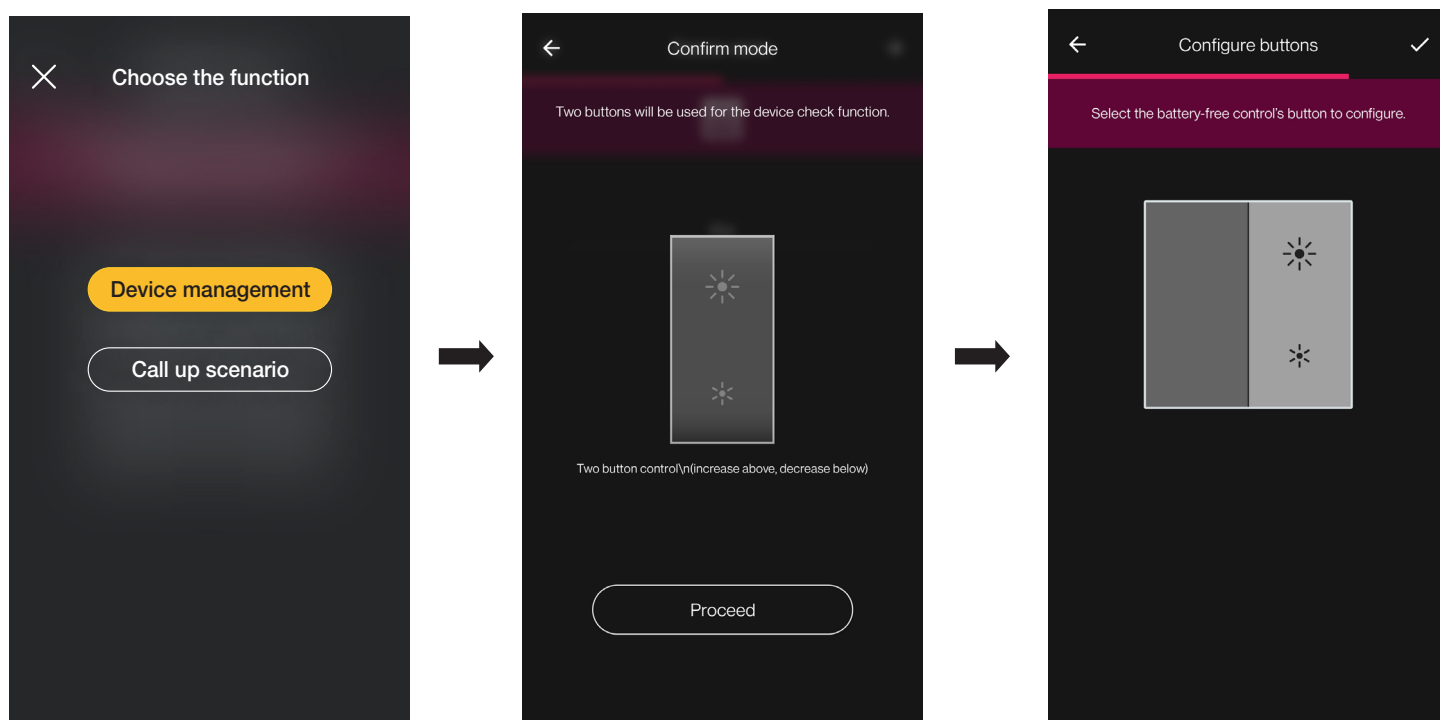 Choose the function
Device management
Call up scenario
Confirm mode
Two buttons will be used for the device check function.
Two button control\n(increase above, decrease below)
Proceed
Configure buttons
Select the battery-free control's button to configure.